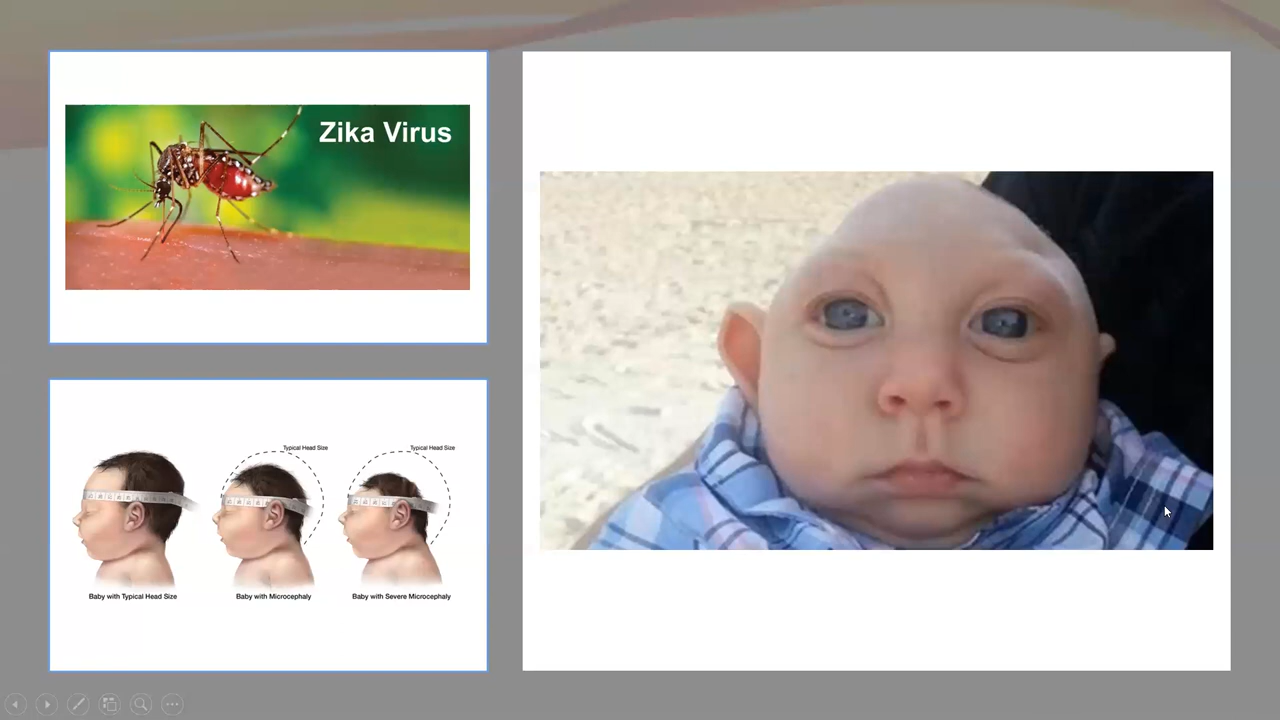 Zika Virus
Typical Head Size
Typical Head Size
Baby with Typical Head Size
Baby with Microcephaly
Baby with Severe Microcephaly